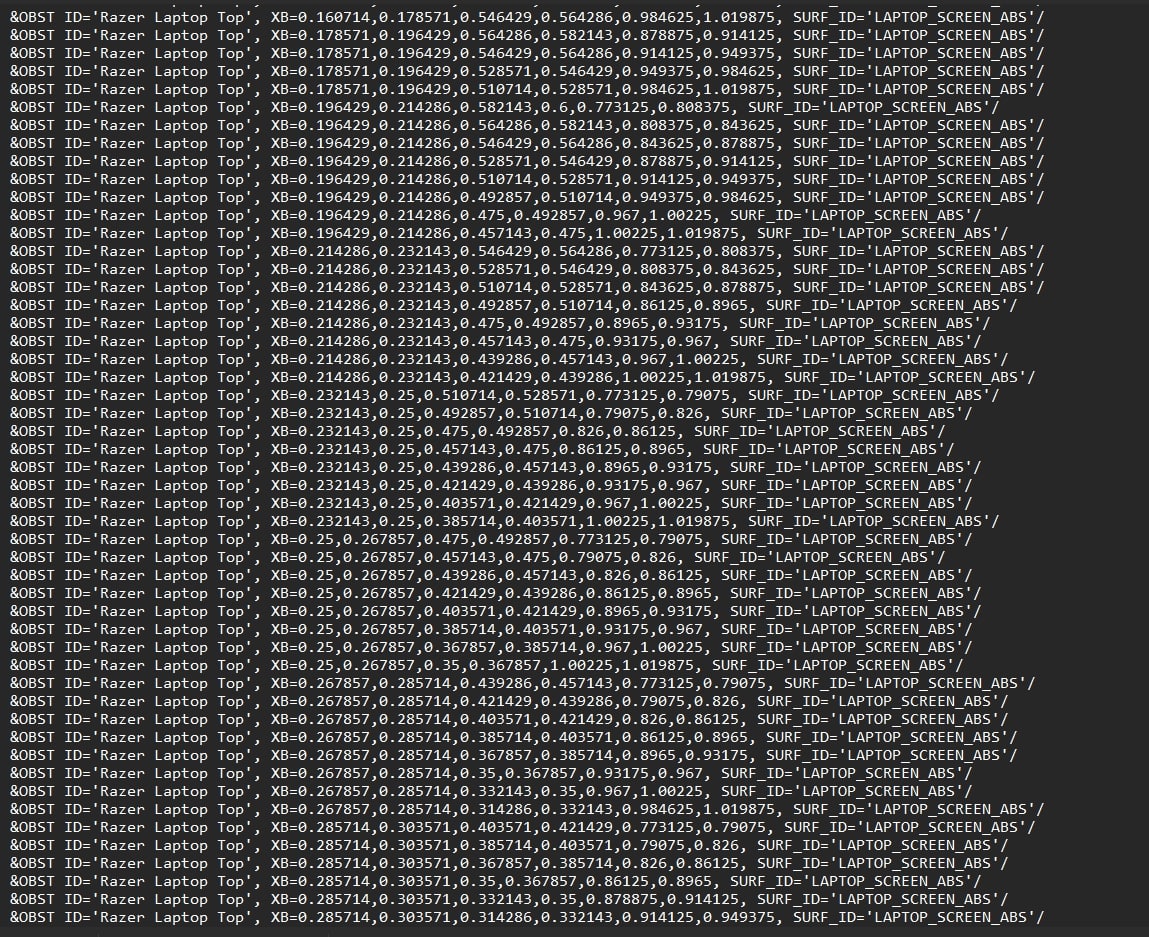 &OBST ID='Razer Laptop Top', XB=0.160714,0.178571,0.546429,0.564286,0.984625,1.019875, SURF_ID='LAPTOP_SCREEN_ABS'/
&OBST ID='Razer Laptop Top', XB=0.178571,0.196429,0.564286,0.582143,0.878875,0.914125, SURF_ID='LAPTOP_SCREEN_ABS'/
&OBST ID='Razer Laptop Top', XB=0.178571,0.196429,0.546429,0.564286,0.914125,0.949375, SURF_ID='LAPTOP_SCREEN_ABS'/
&OBST ID='Razer Laptop Top', XB=0.178571,0.196429,0.528571,0.546429,0.949375,0.984625, SURF_ID='LAPTOP_SCREEN_ABS'/
&OBST ID='Razer Laptop Top', XB=0.178571,0.196429,0.510714,0.528571,0.984625,1.019875, SURF_ID='LAPTOP_SCREEN_ABS'/
&OBST ID='Razer Laptop Top', XB=0.196429,0.214286,0.582143,0.6,0.773125,0.808375, SURF_ID='LAPTOP_SCREEN_ABS'/
&OBST ID='Razer Laptop Top', XB=0.196429,0.214286,0.564286,0.582143,0.808375,0.843625, SURF_ID='LAPTOP_SCREEN_ABS'/
&OBST ID='Razer Laptop Top', XB=0.196429,0.214286,0.546429,0.564286,0.843625,0.878875, SURF_ID='LAPTOP_SCREEN_ABS'/
&OBST ID='Razer Laptop Top', XB=0.196429,0.214286,0.528571,0.546429,0.878875,0.914125, SURF_ID='LAPTOP_SCREEN_ABS'/
&OBST ID='Razer Laptop Top', XB=0.196429,0.214286,0.510714,0.528571,0.914125,0.949375, SURF_ID='LAPTOP_SCREEN_ABS'/
&OBST ID='Razer Laptop Top', XB=0.196429,0.214286,0.492857,0.510714,0.949375,0.984625, SURF_ID='LAPTOP_SCREEN_ABS'/
&OBST ID='Razer Laptop Top', XB=0.196429,0.214286,0.475,0.492857,0.967,1.00225, SURF_ID='LAPTOP_SCREEN_ABS'/
&OBST ID='Razer Laptop Top', XB=0.196429,0.214286,0.457143,0.475,1.00225,1.019875, SURF_ID='LAPTOP_SCREEN_ABS'/
&OBST ID='Razer Laptop Top', XB=0.214286,0.232143,0.546429,0.564286,0.773125,0.808375, SURF_ID='LAPTOP_SCREEN_ABS'/
&OBST ID='Razer Laptop Top', XB=0.214286,0.232143,0.528571,0.546429,0.808375,0.843625, SURF_ID='LAPTOP_SCREEN_ABS'/
&OBST ID='Razer Laptop Top', XB=0.214286,0.232143,0.510714,0.528571,0.843625,0.878875, SURF_ID='LAPTOP_SCREEN_ABS'/
&OBST ID='Razer Laptop Top', XB=0.214286,0.232143,0.492857,0.510714,0.86125,0.8965, SURF_ID='LAPTOP_SCREEN_ABS'/
&OBST ID='Razer Laptop Top', XB=0.214286,0.232143,0.475,0.492857,0.8965,0.93175, SURF_ID='LAPTOP_SCREEN_ABS'/
&OBST ID='Razer Laptop Top', XB=0.214286,0.232143,0.457143,0.475,0.93175,0.967, SURF_ID='LAPTOP_SCREEN_ABS'/
&OBST ID='Razer Laptop Top', XB=0.214286,0.232143,0.439286,0.457143,0.967,1.00225, SURF_ID='LAPTOP_SCREEN_ABS'/
&OBST ID='Razer Laptop Top', XB=0.214286,0.232143,0.421429,0.439286,1.00225,1.019875, SURF_ID='LAPTOP_SCREEN_ABS'/
&OBST ID='Razer Laptop Top', XB=0.232143,0.25,0.510714,0.528571,0.773125,0.79075, SURF_ID='LAPTOP_SCREEN_ABS'/
&OBST ID='Razer Laptop Top', XB=0.232143,0.25,0.492857,0.510714,0.79075,0.826, SURF_ID='LAPTOP_SCREEN_ABS'/
&OBST ID='Razer Laptop Top', XB=0.232143,0.25,0.475,0.492857,0.826,0.86125, SURF_ID='LAPTOP_SCREEN_ABS'/
&OBST ID='Razer Laptop Top', XB=0.232143,0.25,0.457143,0.475,0.86125,0.8965, SURF_ID='LAPTOP_SCREEN_ABS'/
&OBST ID='Razer Laptop Top', XB=0.232143,0.25,0.439286,0.457143,0.8965,0.93175, SURF_ID='LAPTOP_SCREEN_ABS'/
&OBST ID='Razer Laptop Top', XB=0.232143,0.25,0.421429,0.439286,0.93175,0.967, SURF_ID='LAPTOP_SCREEN_ABS'/
&OBST ID='Razer Laptop Top', XB=0.232143,0.25,0.403571,0.421429,0.967,1.00225, SURF_ID='LAPTOP_SCREEN_ABS'/
&OBST ID='Razer Laptop Top', XB=0.232143,0.25,0.385714,0.403571,1.00225,1.019875, SURF_ID='LAPTOP_SCREEN_ABS'/
&OBST ID='Razer Laptop Top', XB=0.25,0.267857,0.475,0.492857,0.773125,0.79075, SURF_ID='LAPTOP_SCREEN_ABS'/
&OBST ID='Razer Laptop Top', XB=0.25,0.267857,0.457143,0.475,0.79075,0.826, SURF_ID='LAPTOP_SCREEN_ABS'/
&OBST ID='Razer Laptop Top', XB=0.25,0.267857,0.439286,0.457143,0.826,0.86125, SURF_ID='LAPTOP_SCREEN_ABS'/
&OBST ID='Razer Laptop Top', XB=0.25,0.267857,0.421429,0.439286,0.86125,0.8965, SURF_ID='LAPTOP_SCREEN_ABS'/
&OBST ID='Razer Laptop Top', XB=0.25,0.267857,0.403571,0.421429,0.8965,0.93175, SURF_ID='LAPTOP_SCREEN_ABS'/
&OBST ID='Razer Laptop Top', XB=0.25,0.267857,0.385714,0.403571,0.93175,0.967, SURF_ID='LAPTOP_SCREEN_ABS'/
&OBST ID='Razer Laptop Top', XB=0.25,0.267857,0.367857,0.385714,0.967,1.00225, SURF_ID='LAPTOP_SCREEN_ABS'/
&OBST ID='Razer Laptop Top', XB=0.25,0.267857,0.35,0.367857,1.00225,1.019875, SURF_ID='LAPTOP_SCREEN_ABS'/
&OBST ID='Razer Laptop Top', XB=0.267857,0.285714,0.439286,0.457143,0.773125,0.79075, SURF_ID='LAPTOP_SCREEN_ABS'/
&OBST ID='Razer Laptop Top', XB=0.267857,0.285714,0.421429,0.439286,0.79075,0.826, SURF_ID='LAPTOP_SCREEN_ABS'/
&OBST ID='Razer Laptop Top', XB=0.267857,0.285714,0.403571,0.421429,0.826,0.86125, SURF_ID='LAPTOP_SCREEN_ABS'/
&OBST ID='Razer Laptop Top', XB=0.267857,0.285714,0.385714,0.403571,0.86125,0.8965, SURF_ID='LAPTOP_SCREEN_ABS'/
&OBST ID='Razer Laptop Top', XB=0.267857,0.285714,0.367857,0.385714,0.8965,0.93175, SURF_ID='LAPTOP_SCREEN_ABS'/
&OBST ID='Razer Laptop Top', XB=0.267857,0.285714,0.35,0.367857,0.93175,0.967, SURF_ID='LAPTOP_SCREEN_ABS'/
&OBST ID='Razer Laptop Top', XB=0.267857,0.285714,0.332143,0.35,0.967,1.00225, SURF_ID='LAPTOP_SCREEN_ABS'/
&OBST ID='Razer Laptop Top', XB=0.267857,0.285714,0.314286,0.332143,0.984625,1.019875, SURF_ID='LAPTOP_SCREEN_ABS'/
&OBST ID='Razer Laptop Top', XB=0.285714,0.303571,0.403571,0.421429,0.773125,0.79075, SURF_ID='LAPTOP_SCREEN_ABS'/
&OBST ID='Razer Laptop Top', XB=0.285714,0.303571,0.385714,0.403571,0.79075,0.826, SURF_ID='LAPTOP_SCREEN_ABS'/
&OBST ID='Razer Laptop Top', XB=0.285714,0.303571,0.367857,0.385714,0.826,0.86125, SURF_ID='LAPTOP_SCREEN_ABS'/
&OBST ID='Razer Laptop Top', XB=0.285714,0.303571,0.35,0.367857,0.86125,0.8965, SURF_ID='LAPTOP_SCREEN_ABS'/
&OBST ID='Razer Laptop Top', XB=0.285714,0.303571,0.332143,0.35,0.878875,0.914125, SURF_ID='LAPTOP_SCREEN_ABS'/
&OBST ID='Razer Laptop Top', XB=0.285714,0.303571,0.314286,0.332143,0.914125,0.949375, SURF_ID='LAPTOP_SCREEN_ABS'/